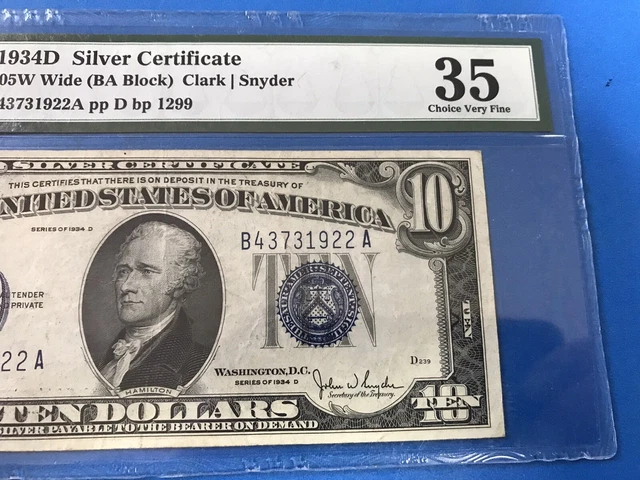 1934D Silver Certificate
05W Wide (BA Block) Clark | Snyder
43731922A pp D bp 1299
35
Choice Very Fine
SILVER CERTIFICATE
THIS CERTIFIES THAT THERE IS ON DEPOSIT IN THE TREASURY OF
UNITED STATES OF AMERICA
10
SERIES OF 1934 D
B43731922A
TEN
TENDER
PRIVATE
22A
TEN
WASHINGTON, D.C.
SERIES OF 1934 D
D239
John W Snyder
Secretary of the Treasury.
HAMILTON
TEN DOLLARS
10
TEN
SILVER PAYABLE TO THE BEARER ON DEMAND